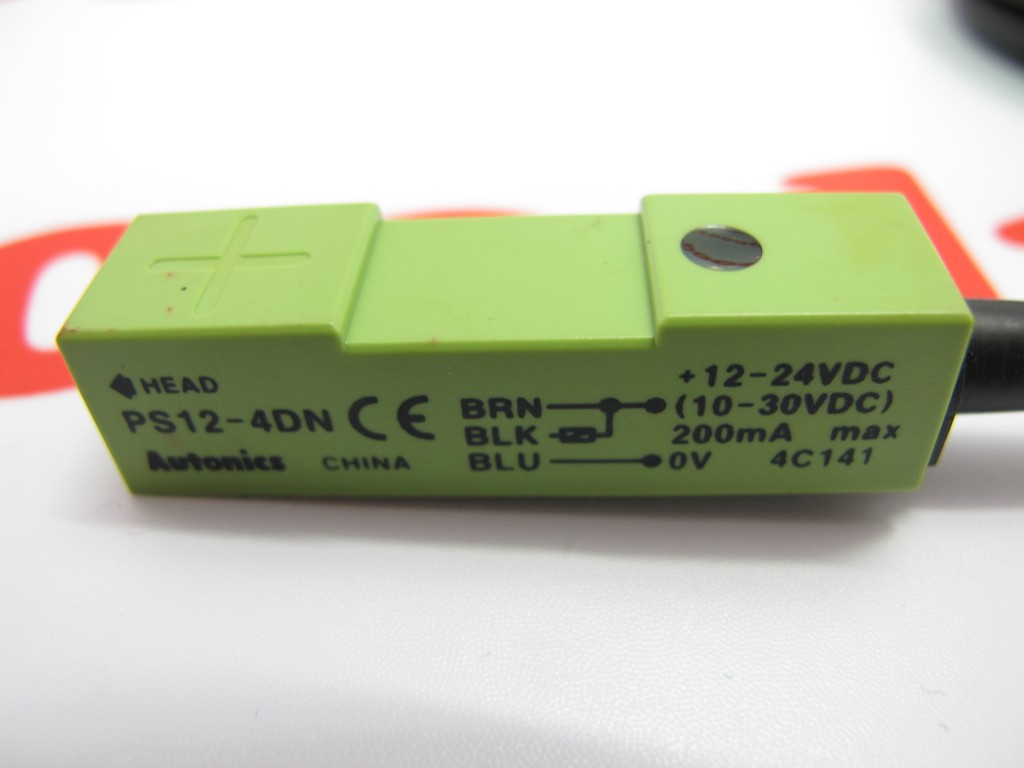 HEAD
PS12-4DN CE
Autonics CHINA
BRN +12-24VDC
(10-30VDC)
BLK 200mA max
BLU 0V 4C141